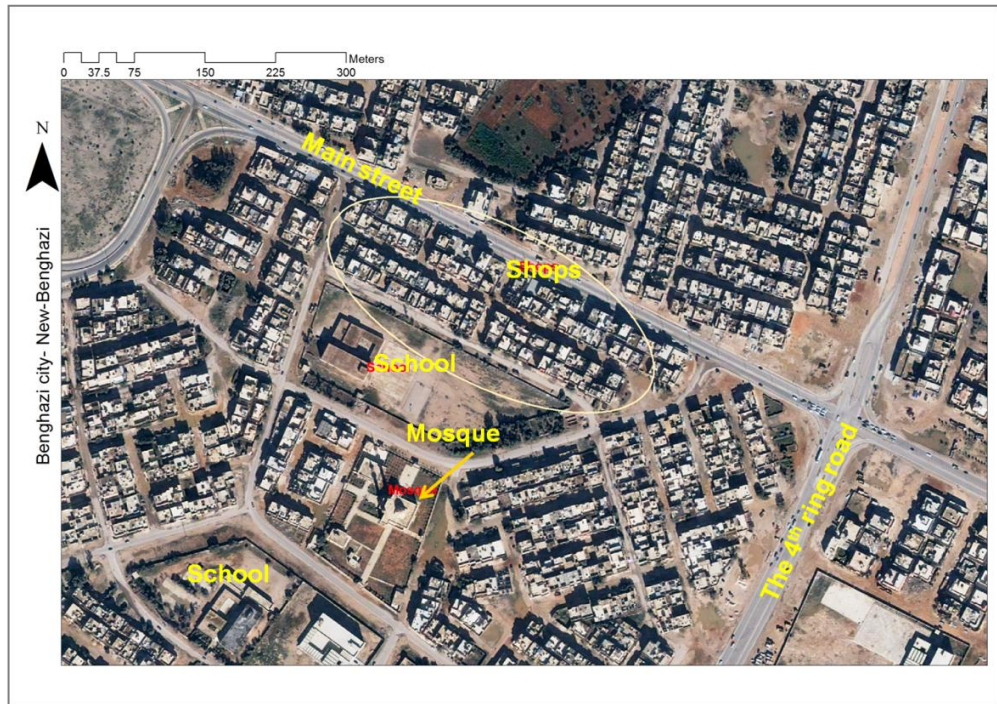 Meters
0 37.5 75 150 225 300
N
Benghazi city- New-Benghazi
Main street
Shops
School
Mosque
Mosque
School
The 4th ring road